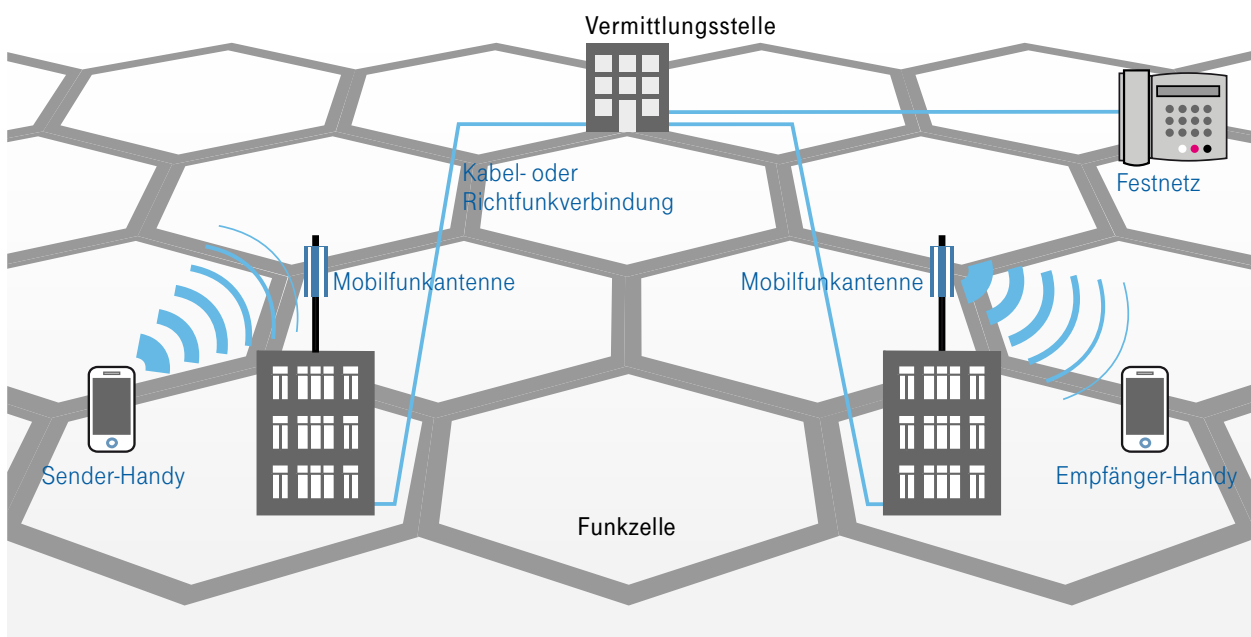 Vermittlungsstelle
Kabel- oder
Richtfunkverbindung
Festnetz
Mobilfunkantenne
Mobilfunkantenne
Sender-Handy
Empfänger-Handy
Funkzelle